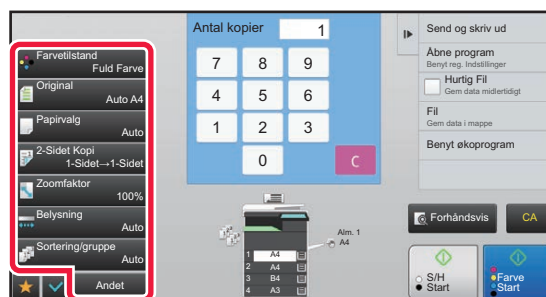 Farvetilstand
Fuld Farve
Original
Auto A4
Papirvalg
Auto
2-Sidet Kopi
1-Sidet→1-Sidet
Zoomfaktor
100%
Belysning
Auto
Sortering/gruppe
Auto
Andet
Antal kopier 1
7 8 9
4 5 6
1 2 3
0 C
Alm. 1
A4
1 A4
2 A4
3 B4
4 A3
Send og skriv ud
Åbne program
Benyt reg. Indstillinger
Hurtig Fil
Gem data midlertidigt
Fil
Gem data i mappe
Benyt økoprogram
Forhåndsvis CA
S/H
Start
Farve
Start